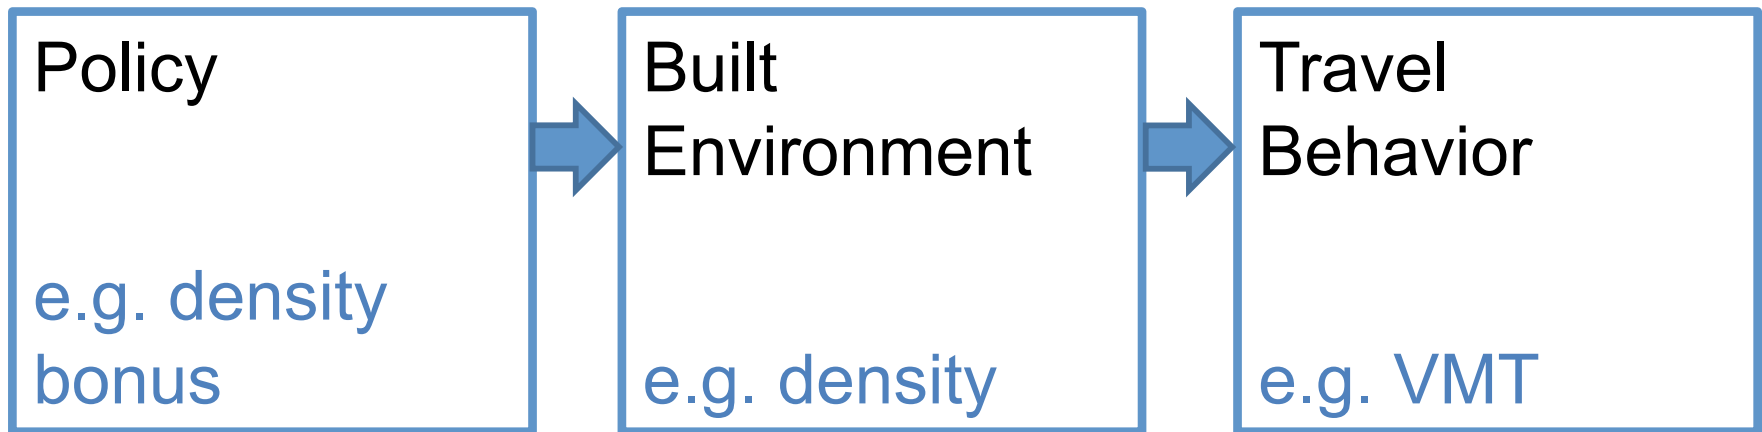 Policy
e.g. density
bonus
Built
Environment
e.g. density
Travel
Behavior
e.g. VMT